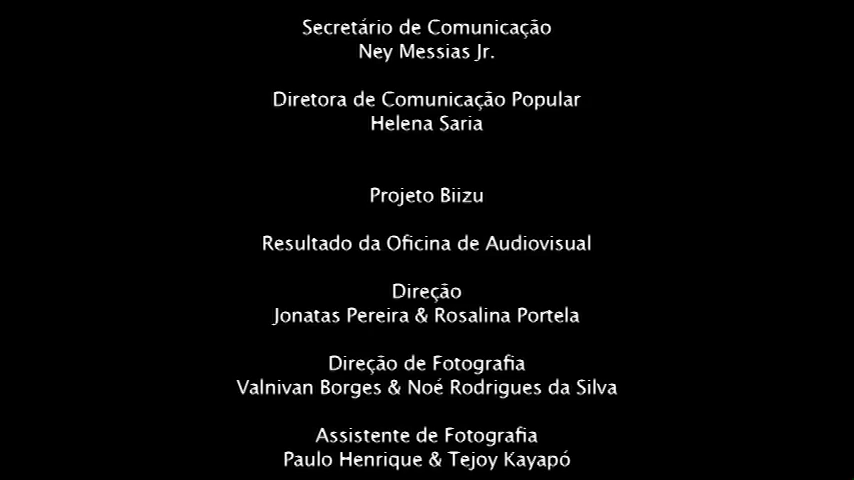 Secretário de Comunicação
Ney Messias Jr.
Diretora de Comunicação Popular
Helena Saria
Projeto Biizu
Resultado da Oficina de Audiovisual
Direção
Jonatas Pereira & Rosalina Portela
Direção de Fotografia
Valnivan Borges & Noé Rodrigues da Silva
Assistente de Fotografia
Paulo Henrique & Tejoy Kayapó